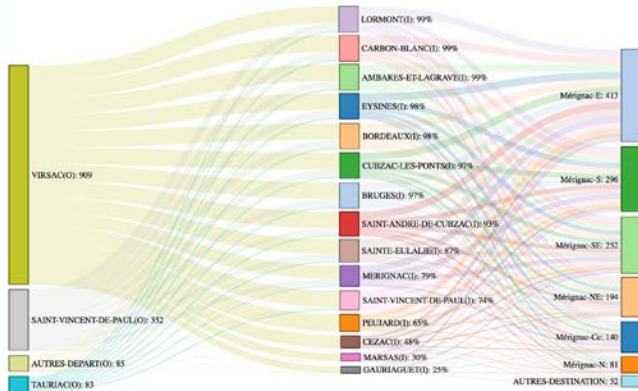 VIRSAC(O): 909
SAINT-VINCENT-DE-PAUL(O): 352
AUTRES-DEPART(O): 85
TAURIAC(O): 83
LORMONT(I): 99%
CARBON-BLANC(I): 99%
AMBARES-ET-LAGRAVE(I): 99%
EYSINES(I): 98%
BORDEAUX(I): 98%
CUBZAC-LES-PONTS(I): 92%
BRUGES(I): 97%
SAINT-ANDRE-DE-CUBZAC(I): 93%
SAINTE-EULALIE(I): 87%
MERIGNAC(I): 79%
SAINT-VINCENT-DE-PAUL(I): 74%
PEUJARD(I): 65%
CEZAC(I): 48%
MARSAS(I): 30%
GAURIAGUET(I): 25%
Mérignac-E: 413
Mérignac-S: 296
Mérignac-SE: 252
Mérignac-NE: 194
Mérignac-Ce: 140
Mérignac-N: 81
AUTRES-DESTINATION: 52